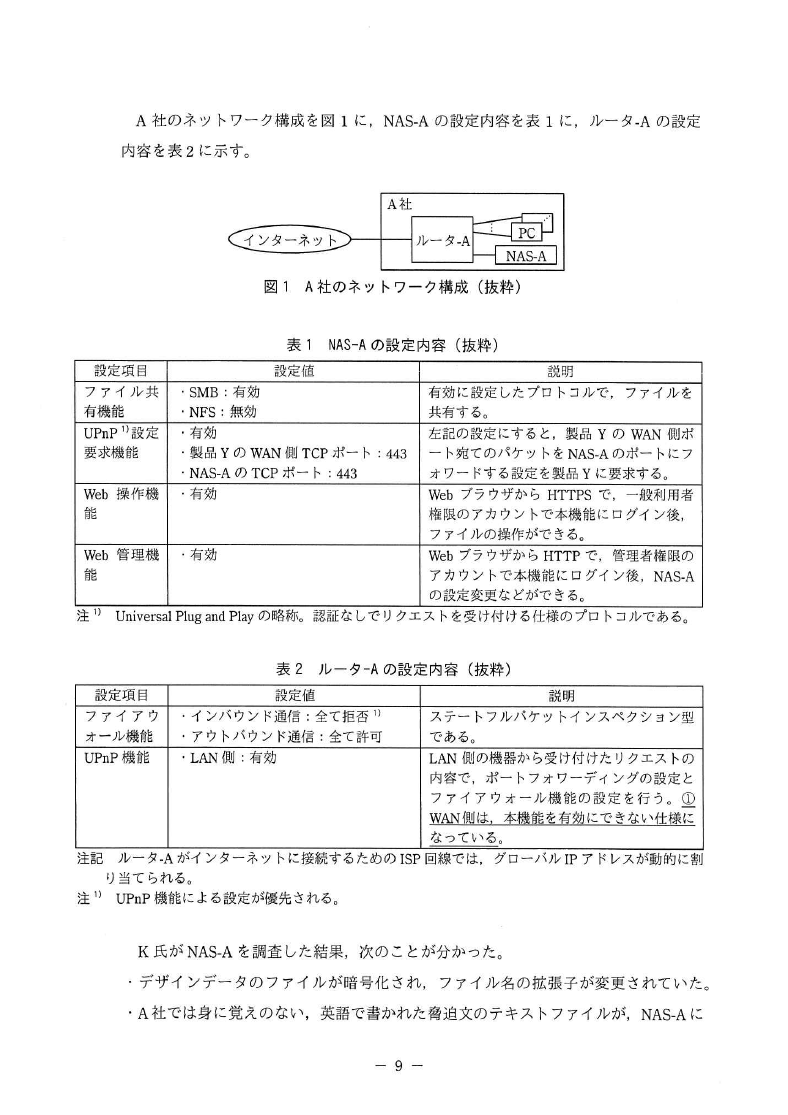 A 社のネットワーク構成を図 1 に，NAS-A の設定内容を表 1 に，ルータ-A の設定
内容を表 2 に示す。
A 社
インターネット
ルータ-A
PC
NAS-A
図 1 A 社のネットワーク構成（抜粋）
表 1 NAS-A の設定内容（抜粋）
設定項目 設定値 説明
ファイル共
有機能
・SMB：有効
・NFS：無効
有効に設定したプロトコルで，ファイルを
共有する。
UPnP 1)設定
要求機能
・有効
・製品 Y の WAN 側 TCP ポート：443
・NAS-A の TCP ポート：443
左記の設定にすると，製品 Y の WAN 側ポ
ート宛てのパケットを NAS-A のポートにフ
ォワードする設定を製品 Y に要求する。
Web 操作機
能
・有効
Web ブラウザから HTTPS で，一般利用者
権限のアカウントで本機能にログイン後，
ファイルの操作ができる。
Web 管理機
能
・有効
Web ブラウザから HTTP で，管理者権限の
アカウントで本機能にログイン後，NAS-A
の設定変更などができる。
注 1) Universal Plug and Play の略称。認証なしでリクエストを受け付ける仕様のプロトコルである。
表 2 ルータ-A の設定内容（抜粋）
設定項目 設定値 説明
ファイアウ
ォール機能
・インバウンド通信：全て拒否 1)
・アウトバウンド通信：全て許可
ステートフルパケットインスペクション型
である。
UPnP 機能
・LAN 側：有効
LAN 側の機器から受け付けたリクエストの
内容で，ポートフォワーディングの設定と
ファイアウォール機能の設定を行う。①
WAN 側は，本機能を有効にできない仕様に
なっている。
注記 ルータ-A がインターネットに接続するための ISP 回線では，グローバル IP アドレスが動的に割
り当てられる。
注 1) UPnP 機能による設定が優先される。
K 氏が NAS-A を調査した結果，次のことが分かった。
・デザインデータのファイルが暗号化され，ファイル名の拡張子が変更されていた。
・A 社では身に覚えのない，英語で書かれた脅迫文のテキストファイルが，NAS-A に
－ 9 －